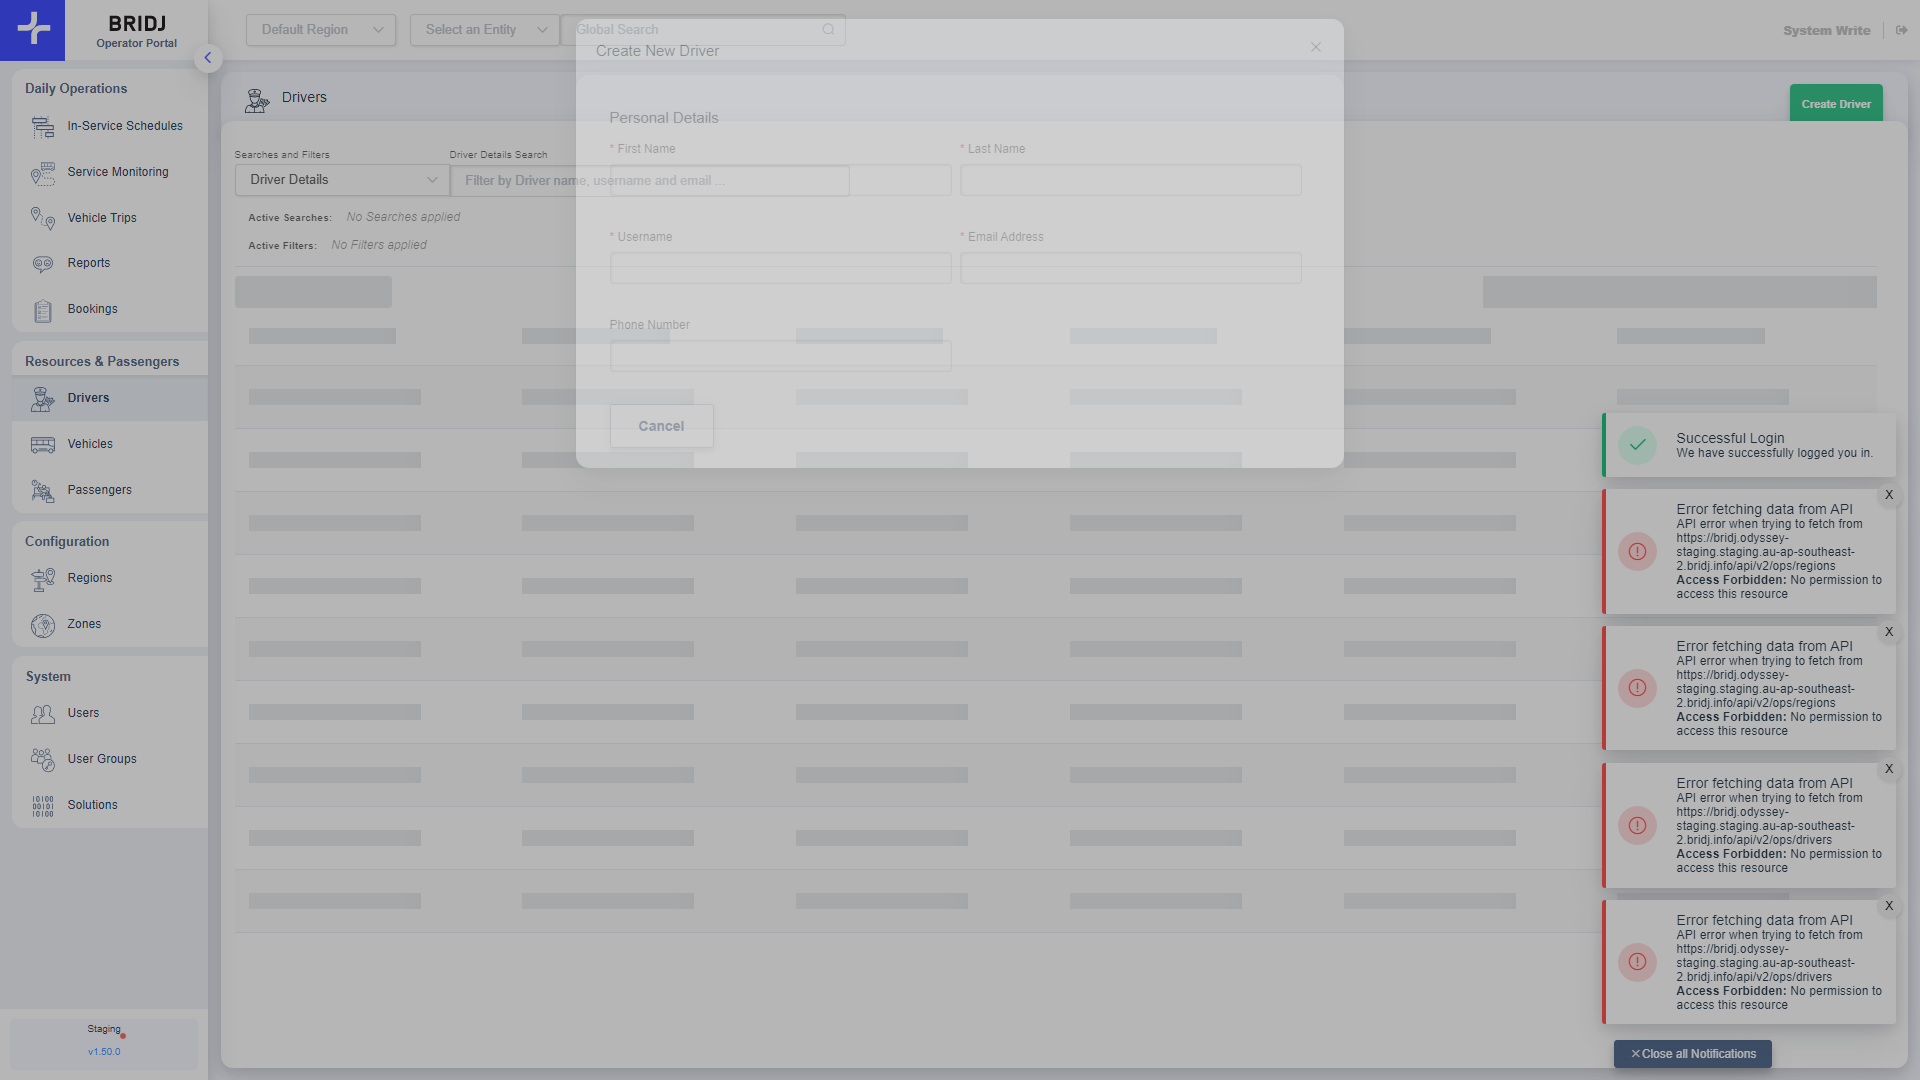 BRIDJ
Operator Portal
Default Region
Select an Entity
Global Search
System Write
Daily Operations
In-Service Schedules
Service Monitoring
Vehicle Trips
Reports
Bookings
Resources & Passengers
Drivers
Vehicles
Passengers
Configuration
Regions
Zones
System
Users
User Groups
Solutions
Staging
v1.50.0
Drivers
Create Driver
Searches and Filters
Driver Details Search
Driver Details
Filter by Driver name, username and email ...
Active Searches: No Searches applied
Active Filters: No Filters applied
Create New Driver
Personal Details
* First Name
* Last Name
* Username
* Email Address
Phone Number
Cancel
Successful Login
We have successfully logged you in.
X
Error fetching data from API
API error when trying to fetch from
https://bridj.odyssey-
staging.staging.au-ap-southeast-
2.bridj.info/api/v2/ops/regions
Access Forbidden: No permission to
access this resource
X
Error fetching data from API
API error when trying to fetch from
https://bridj.odyssey-
staging.staging.au-ap-southeast-
2.bridj.info/api/v2/ops/regions
Access Forbidden: No permission to
access this resource
X
Error fetching data from API
API error when trying to fetch from
https://bridj.odyssey-
staging.staging.au-ap-southeast-
2.bridj.info/api/v2/ops/drivers
Access Forbidden: No permission to
access this resource
X
Error fetching data from API
API error when trying to fetch from
https://bridj.odyssey-
staging.staging.au-ap-southeast-
2.bridj.info/api/v2/ops/drivers
Access Forbidden: No permission to
access this resource
Close all Notifications